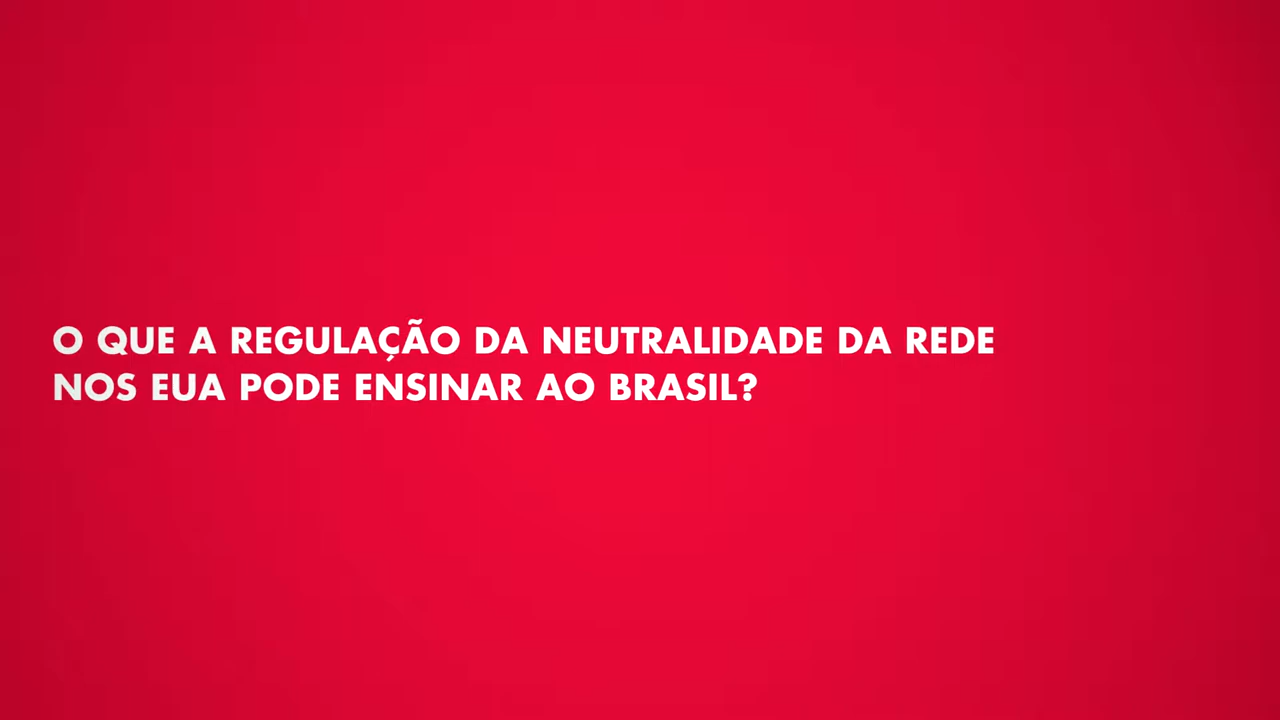 O QUE A REGULAÇÃO DA NEUTRALIDADE DA REDE
NOS EUA PODE ENSINAR AO BRASIL?